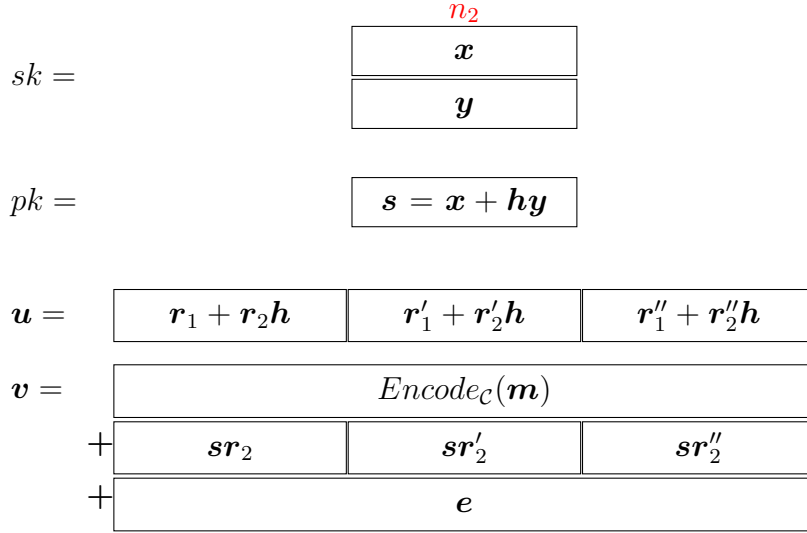 n₂
x
sk =
y
pk = s = x + hy
u = r₁ + r₂h r′₁ + r′₂h r″₁ + r″₂h
v = Encode_𝒞(m)
+ sr₂ sr′₂ sr″₂
+ e